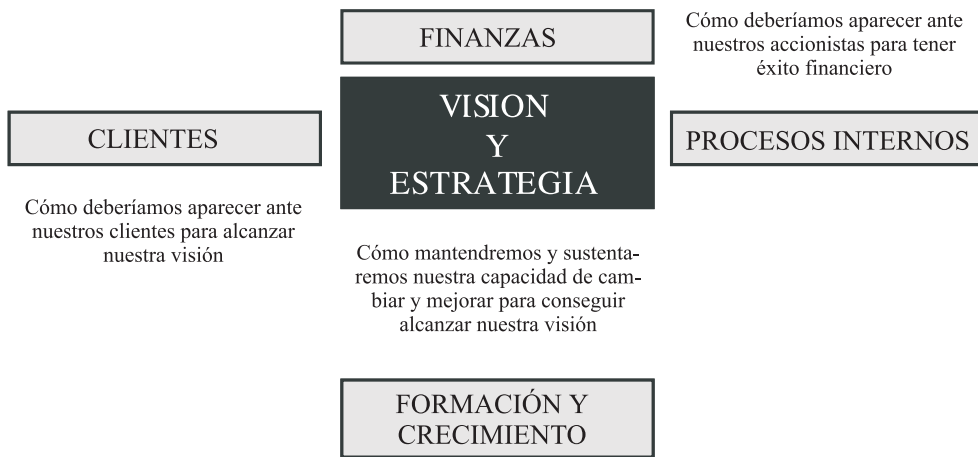 FINANZAS
Cómo deberíamos aparecer ante
nuestros accionistas para tener
éxito financiero
VISION
Y
ESTRATEGIA
CLIENTES
PROCESOS INTERNOS
Cómo deberíamos aparecer ante
nuestros clientes para alcanzar
nuestra visión
Cómo mantendremos y sustenta-
remos nuestra capacidad de cam-
biar y mejorar para conseguir
alcanzar nuestra visión
FORMACIÓN Y
CRECIMIENTO